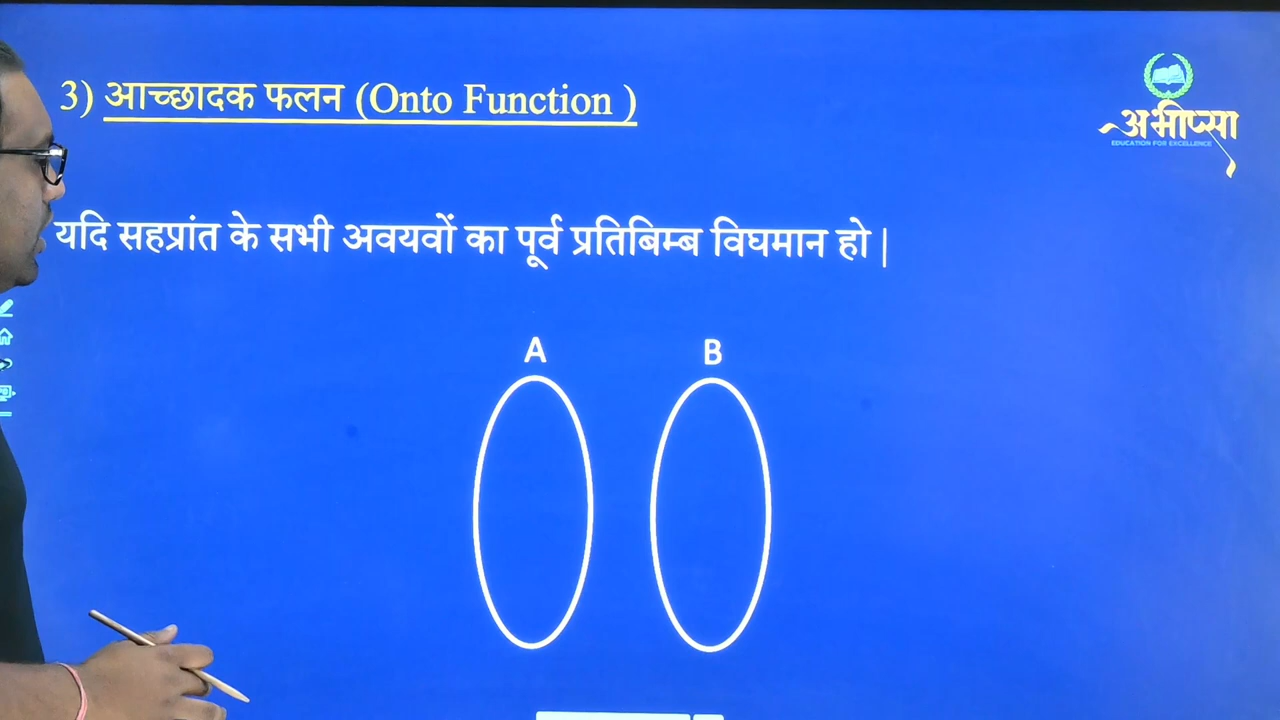 3) आच्छादक फलन (Onto Function )
अभीप्सा
EDUCATION FOR EXCELLENCE
यदि सहप्रांत के सभी अवयवों का पूर्व प्रतिबिम्ब विघमान हो |
A B